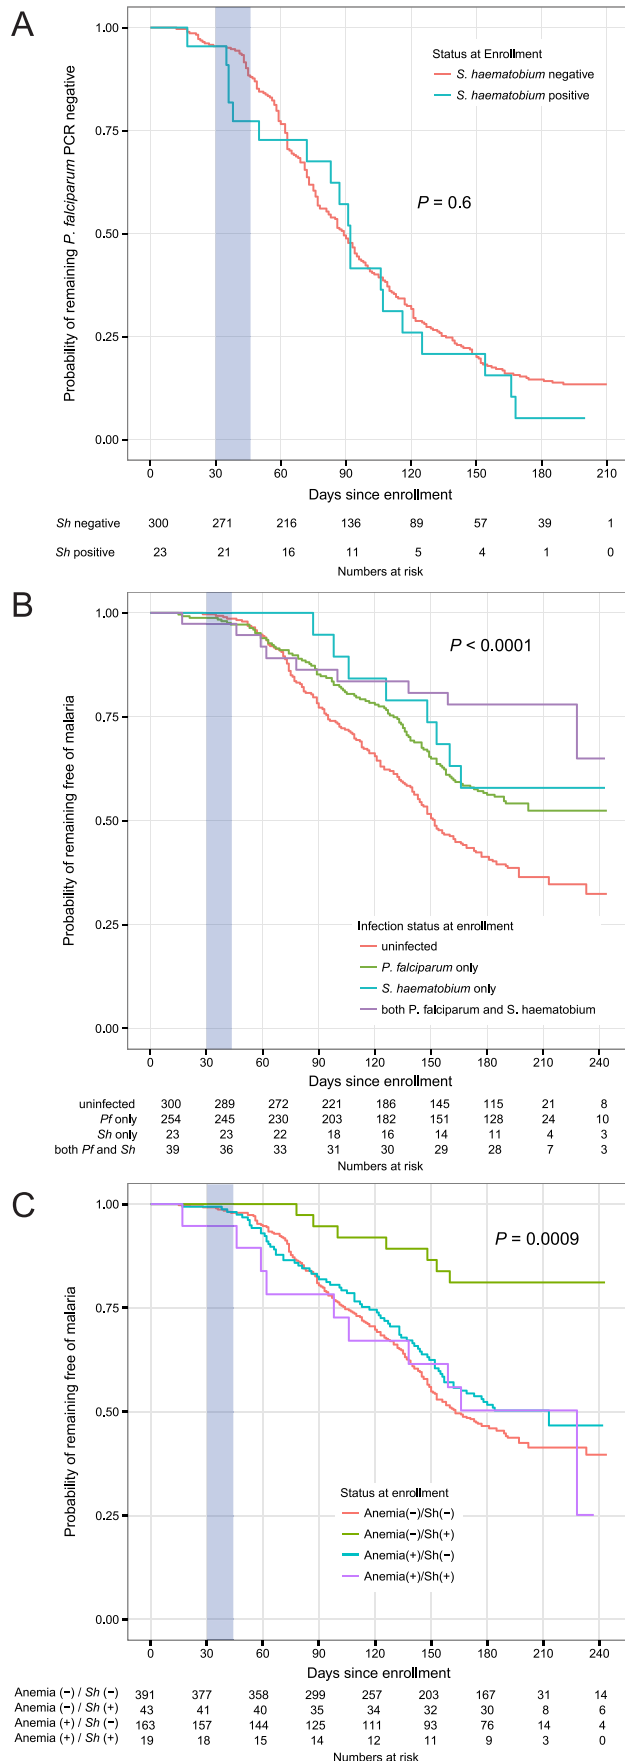 A
Probability of remaining P. falciparum PCR negative
1.00
0.75
0.50
0.25
0.00
Status at Enrollment
S. haematobium negative
S. haematobium positive
P = 0.6
0 30 60 90 120 150 180 210
Days since enrollment
Sh negative 300 271 216 136 89 57 39 1
Sh positive 23 21 16 11 5 4 1 0
Numbers at risk
B
Probability of remaining free of malaria
1.00
0.75
0.50
0.25
0.00
P < 0.0001
Infection status at enrollment
uninfected
P. falciparum only
S. haematobium only
both P. falciparum and S. haematobium
0 30 60 90 120 150 180 210 240
Days since enrollment
uninfected 300 289 272 221 186 145 115 21 8
Pf only 254 245 230 203 182 151 128 24 10
Sh only 23 23 22 18 16 14 11 4 3
both Pf and Sh 39 36 33 31 30 29 28 7 3
Numbers at risk
C
Probability of remaining free of malaria
1.00
0.75
0.50
0.25
0.00
P = 0.0009
Status at enrollment
Anemia(−)/Sh(−)
Anemia(−)/Sh(+)
Anemia(+)/Sh(−)
Anemia(+)/Sh(+)
0 30 60 90 120 150 180 210 240
Days since enrollment
Anemia (−) / Sh (−) 391 377 358 299 257 203 167 31 14
Anemia (−) / Sh (+) 43 41 40 35 34 32 30 8 6
Anemia (+) / Sh (−) 163 157 144 125 111 93 76 14 4
Anemia (+) / Sh (+) 19 18 15 14 12 11 9 3 0
Numbers at risk